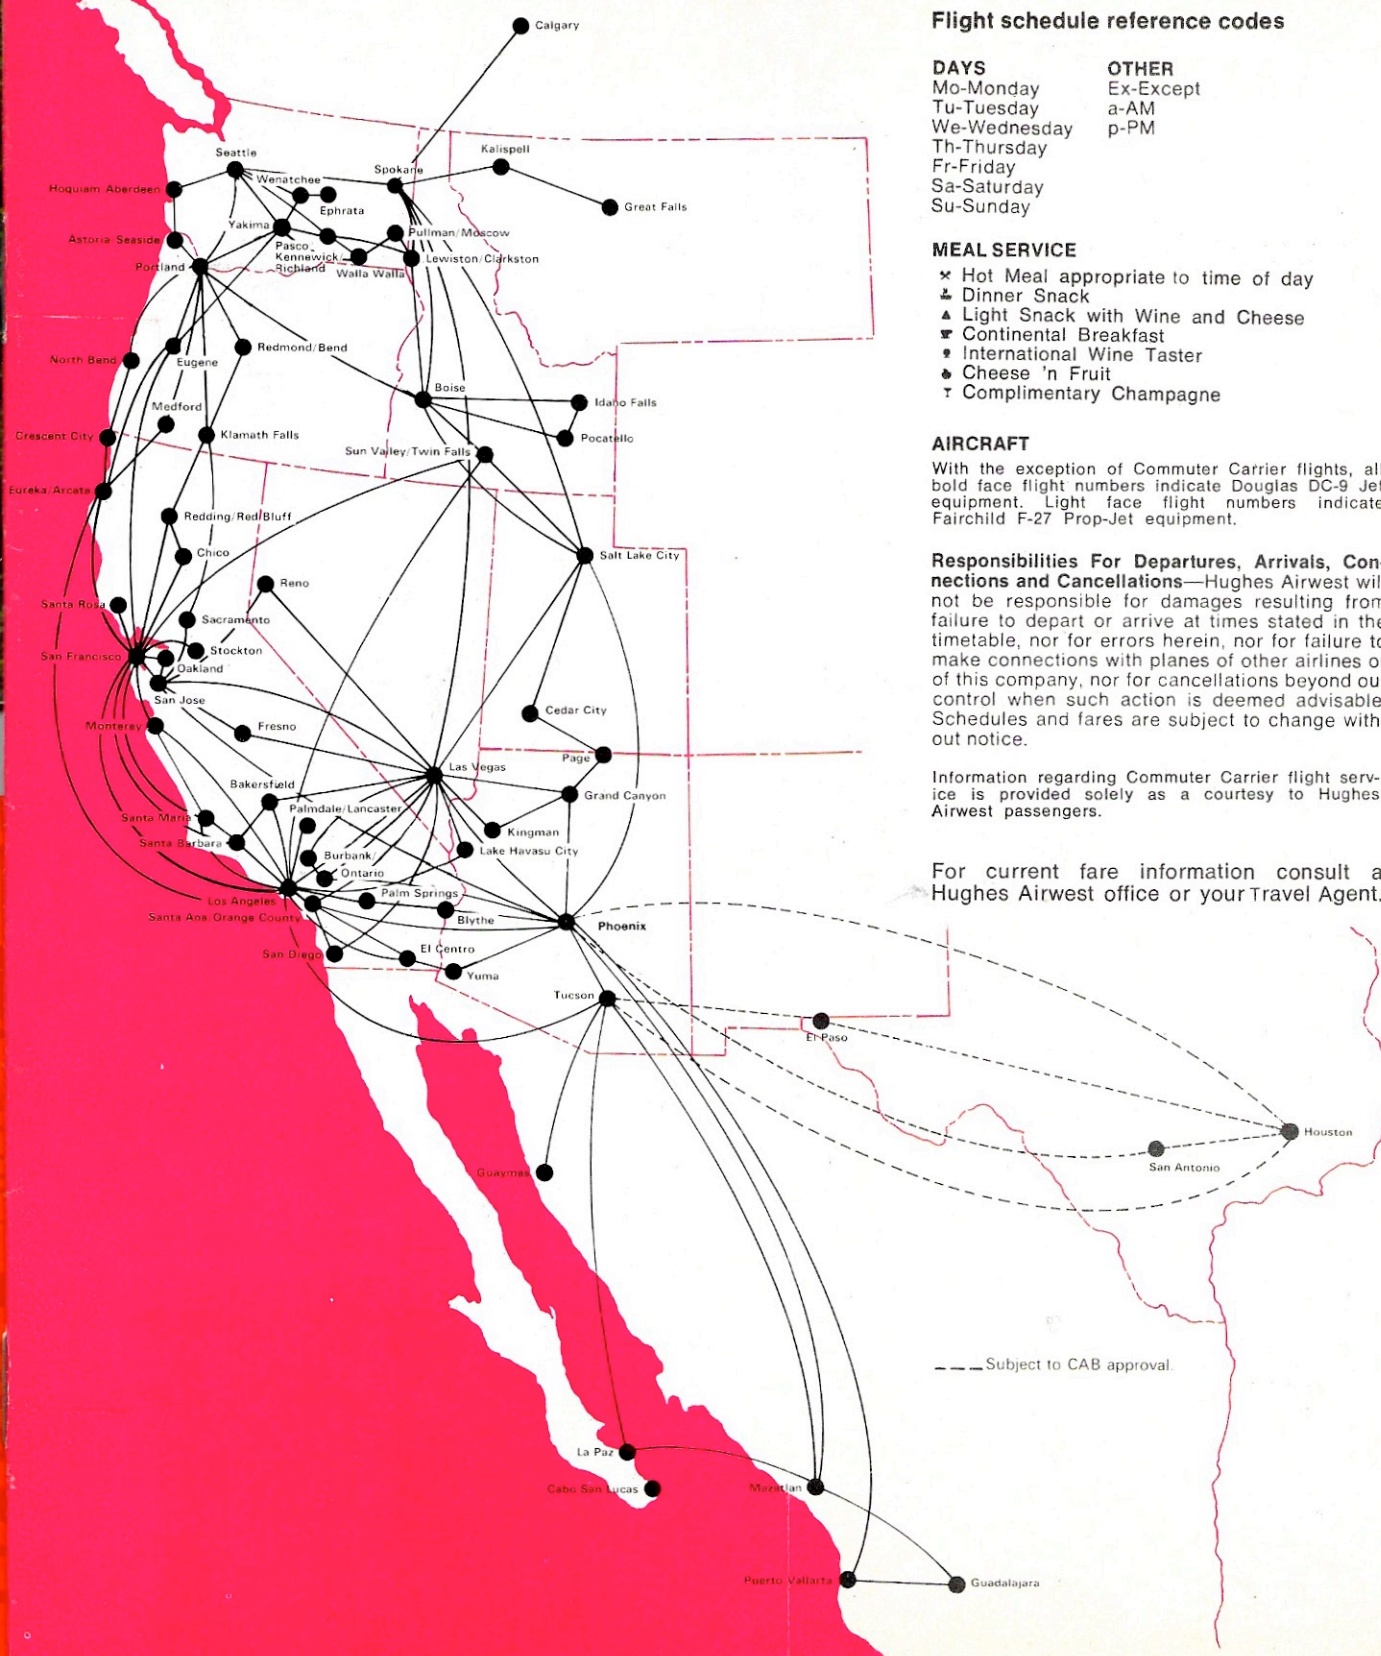 Calgary
Seattle
Spokane
Kalispell
Hoquiam Aberdeen
Wenatchee
Ephrata
Great Falls
Yakima
Pullman/Moscow
Astoria Seaside
Pasco
Kennewick/
Richland
Walla Walla
Lewiston/Clarkston
Portland
North Bend
Eugene
Redmond/Bend
Boise
Idaho Falls
Medford
Crescent City
Klamath Falls
Pocatello
Sun Valley/Twin Falls
Eureka/Arcata
Redding/Red Bluff
Chico
Salt Lake City
Reno
Santa Rosa
Sacramento
San Francisco
Stockton
Oakland
San Jose
Monterey
Fresno
Cedar City
Page
Las Vegas
Bakersfield
Grand Canyon
Palmdale/Lancaster
Santa Maria
Kingman
Santa Barbara
Lake Havasu City
Burbank/
Ontario
Los Angeles
Palm Springs
Santa Ana Orange County
Blythe
Phoenix
San Diego
El Centro
Yuma
Tucson
El Paso
Houston
San Antonio
Guaymas
La Paz
Cabo San Lucas
Mazatlan
Puerto Vallarta
Guadalajara
Flight schedule reference codes
DAYS
Mo-Monday
Tu-Tuesday
We-Wednesday
Th-Thursday
Fr-Friday
Sa-Saturday
Su-Sunday
OTHER
Ex-Except
a-AM
p-PM
MEAL SERVICE
Hot Meal appropriate to time of day
Dinner Snack
Light Snack with Wine and Cheese
Continental Breakfast
International Wine Taster
Cheese 'n Fruit
Complimentary Champagne
AIRCRAFT
With the exception of Commuter Carrier flights, all
bold face flight numbers indicate Douglas DC-9 Jet
equipment. Light face flight numbers indicate
Fairchild F-27 Prop-Jet equipment.
Responsibilities For Departures, Arrivals, Con-
nections and Cancellations—Hughes Airwest wil
not be responsible for damages resulting from
failure to depart or arrive at times stated in the
timetable, nor for errors herein, nor for failure to
make connections with planes of other airlines o
of this company, nor for cancellations beyond ou
control when such action is deemed advisable
Schedules and fares are subject to change with-
out notice.
Information regarding Commuter Carrier flight serv-
ice is provided solely as a courtesy to Hughes
Airwest passengers.
For current fare information consult a
Hughes Airwest office or your Travel Agent.
Subject to CAB approval.